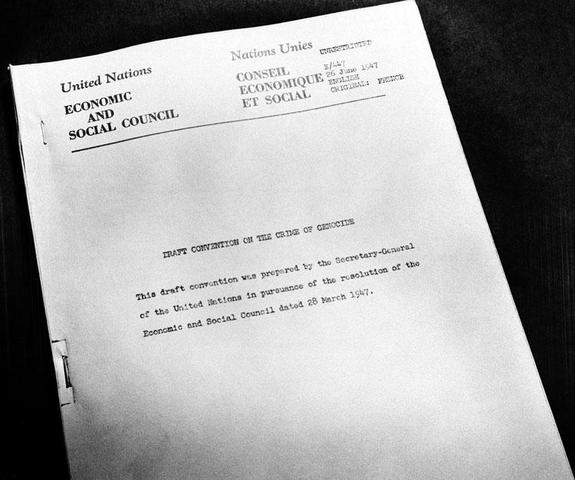 United Nations
ECONOMIC
AND
SOCIAL COUNCIL
Nations Unies
CONSEIL
ECONOMIQUE
ET SOCIAL
UNRESTRICTED
E/447
26 June 1947
ENGLISH
ORIGINAL: FRENCH
DRAFT CONVENTION ON THE CRIME OF GENOCIDE
This draft convention was prepared by the Secretary-General
of the United Nations in pursuance of the resolution of the
Economic and Social Council dated 28 March 1947.